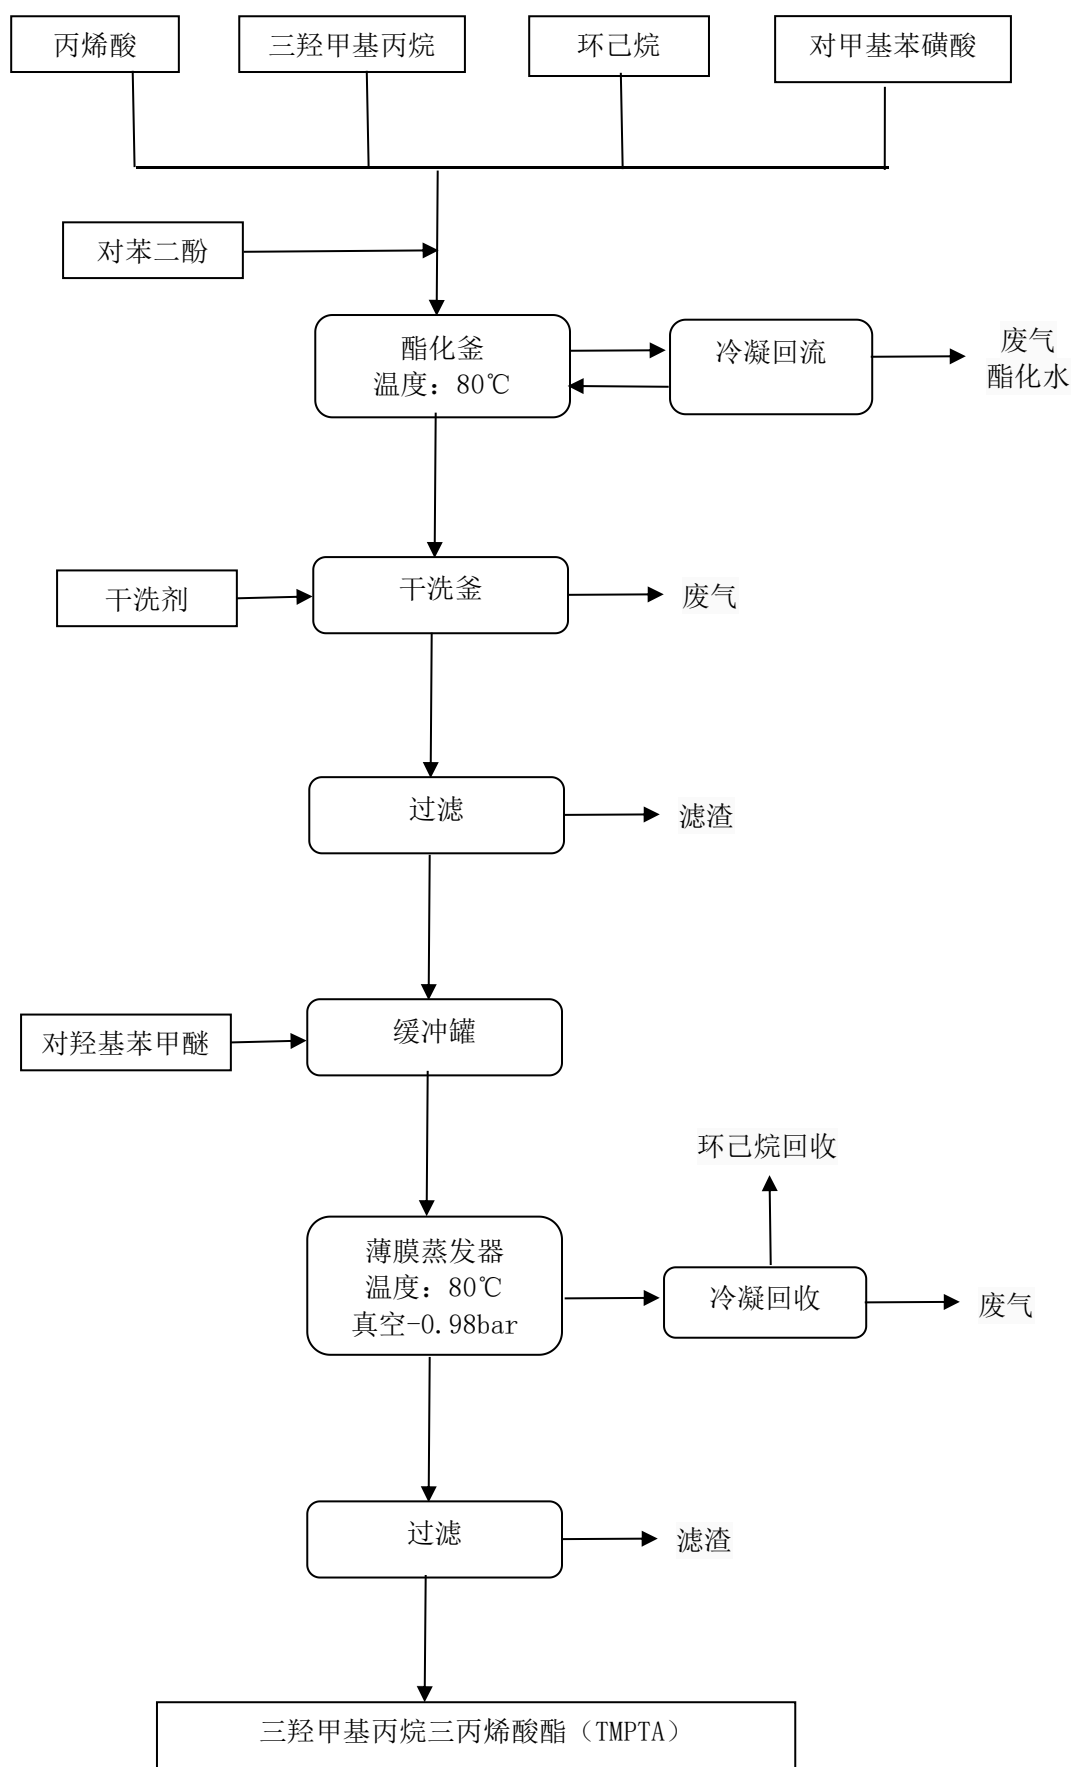 丙烯酸
三羟甲基丙烷
环己烷
对甲基苯磺酸
对苯二酚
酯化釜
温度：80℃
冷凝回流
废气
酯化水
干洗剂
干洗釜
废气
过滤
滤渣
对羟基苯甲醚
缓冲罐
环己烷回收
薄膜蒸发器
温度：80℃
真空-0.98bar
冷凝回收
废气
过滤
滤渣
三羟甲基丙烷三丙烯酸酯（TMPTA）